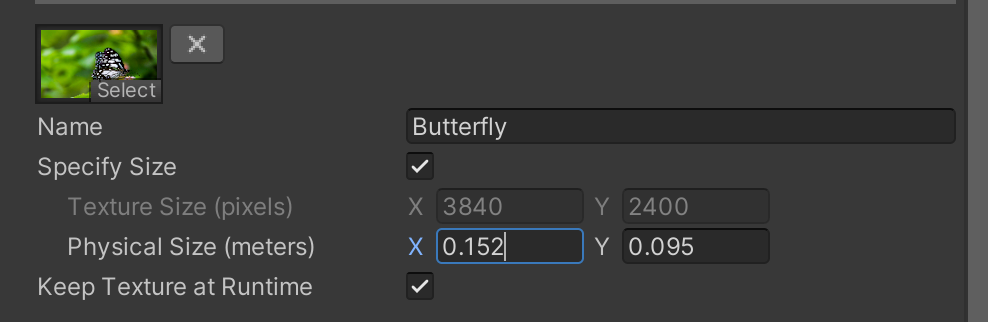 Select
Name Butterfly
Specify Size
Texture Size (pixels) X 3840 Y 2400
Physical Size (meters) X 0.152 Y 0.095
Keep Texture at Runtime